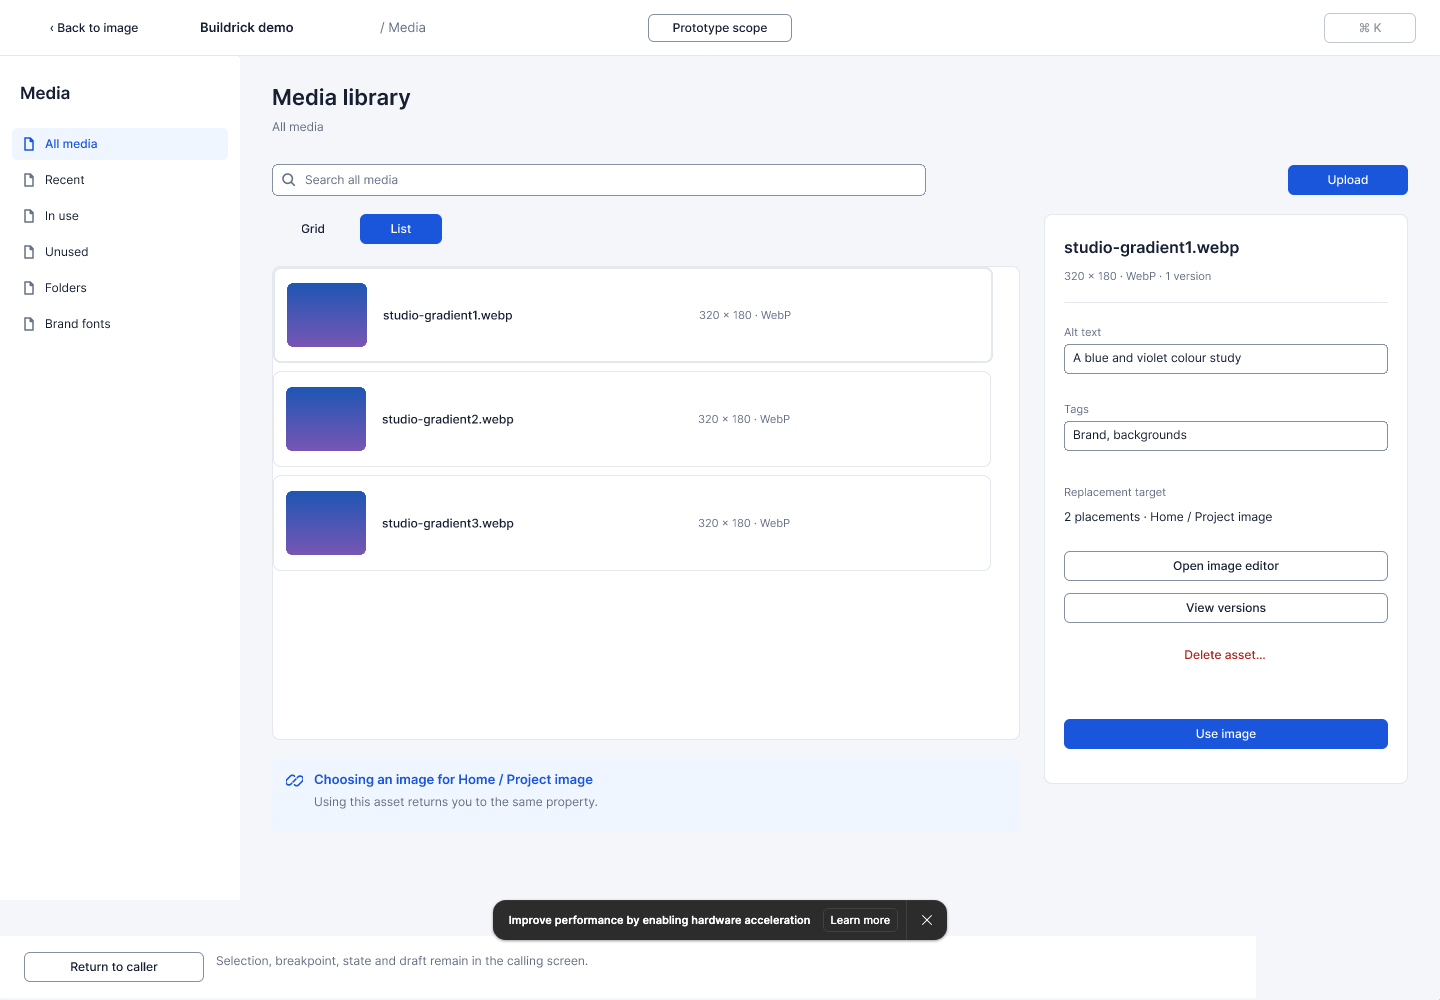 ‹ Back to image
Buildrick demo
/ Media
Prototype scope
⌘ K
Media
All media
Recent
In use
Unused
Folders
Brand fonts
Media library
All media
Search all media
Upload
Grid
List
studio-gradient1.webp
320 × 180 · WebP
studio-gradient2.webp
320 × 180 · WebP
studio-gradient3.webp
320 × 180 · WebP
studio-gradient1.webp
320 × 180 · WebP · 1 version
Alt text
A blue and violet colour study
Tags
Brand, backgrounds
Replacement target
2 placements · Home / Project image
Open image editor
View versions
Delete asset…
Use image
Choosing an image for Home / Project image
Using this asset returns you to the same property.
Improve performance by enabling hardware acceleration
Learn more
Return to caller
Selection, breakpoint, state and draft remain in the calling screen.